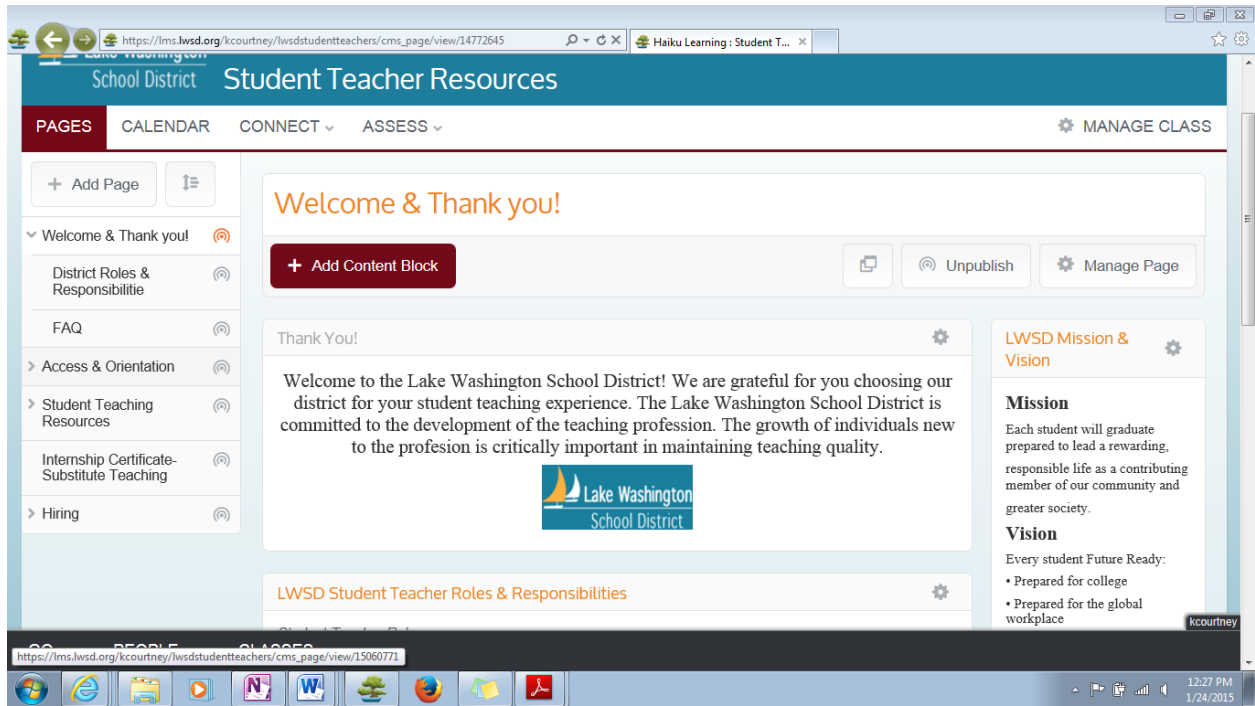 https://lms.lwsd.org/kcourtney/lwsdstudentteachers/cms_page/view/14772645
Haiku Learning : Student T...
Lake Washington
School District
Student Teacher Resources
PAGES
CALENDAR
CONNECT
ASSESS
MANAGE CLASS
+ Add Page
Welcome & Thank you!
District Roles &
Responsibilitie
FAQ
Access & Orientation
Student Teaching
Resources
Internship Certificate-
Substitute Teaching
Hiring
Welcome & Thank you!
+ Add Content Block
Unpublish
Manage Page
Thank You!
Welcome to the Lake Washington School District! We are grateful for you choosing our
district for your student teaching experience. The Lake Washington School District is
committed to the development of the teaching profession. The growth of individuals new
to the profesion is critically important in maintaining teaching quality.
Lake Washington
School District
LWSD Student Teacher Roles & Responsibilities
LWSD Mission &
Vision
Mission
Each student will graduate
prepared to lead a rewarding,
responsible life as a contributing
member of our community and
greater society.
Vision
Every student Future Ready:
• Prepared for college
• Prepared for the global
workplace
kcourtney
https://lms.lwsd.org/kcourtney/lwsdstudentteachers/cms_page/view/15060771
12:27 PM
1/24/2015